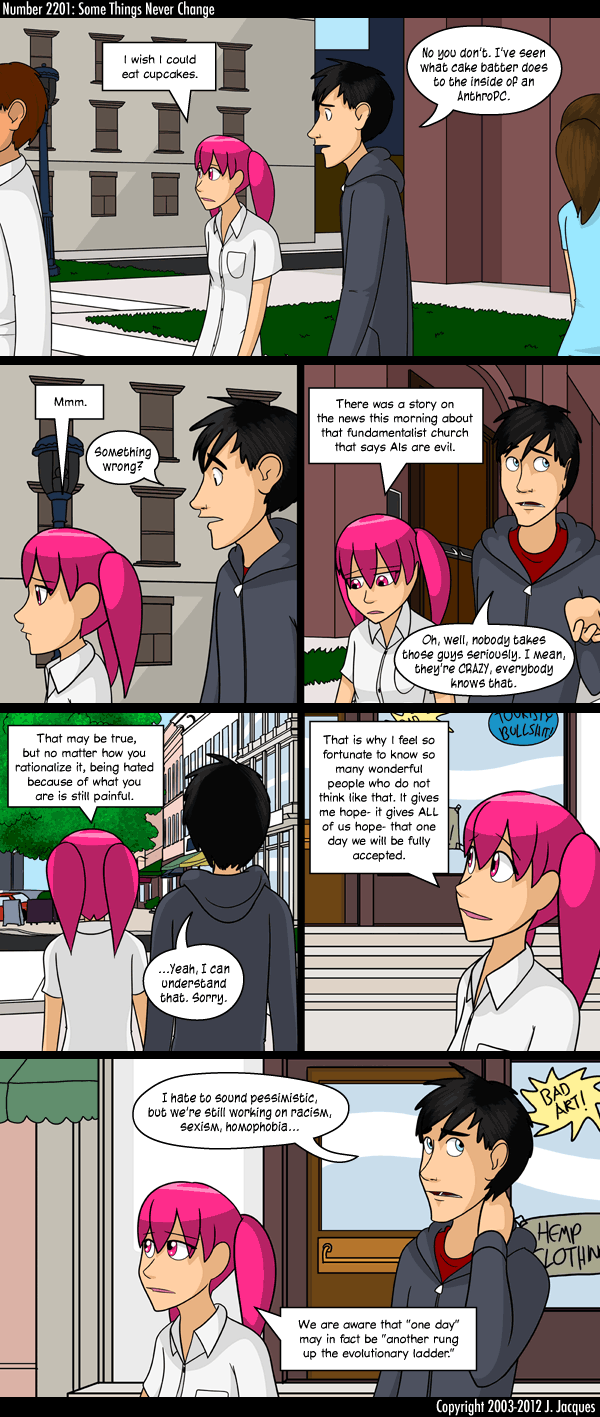 Number 2201: Some Things Never Change
I wish I could
eat cupcakes.
No you don't. I've seen
what cake batter does
to the inside of an
AnthroPC.
Mmm.
Something
wrong?
There was a story on
the news this morning about
that fundamentalist church
that says AIs are evil.
Oh, well, nobody takes
those guys seriously. I mean,
they're CRAZY, everybody
knows that.
That may be true,
but no matter how you
rationalize it, being hated
because of what you
are is still painful.
...Yeah, I can
understand
that. Sorry.
That is why I feel so
fortunate to know so
many wonderful
people who do not
think like that. It gives
me hope- it gives ALL
of us hope- that one
day we will be fully
accepted.
TOURISTY
BULLSHIT!
I hate to sound pessimistic,
but we're still working on racism,
sexism, homophobia...
BAD
ART!
HEMP
CLOTHIN
We are aware that "one day"
may in fact be "another rung
up the evolutionary ladder."
Copyright 2003-2012 J. Jacques